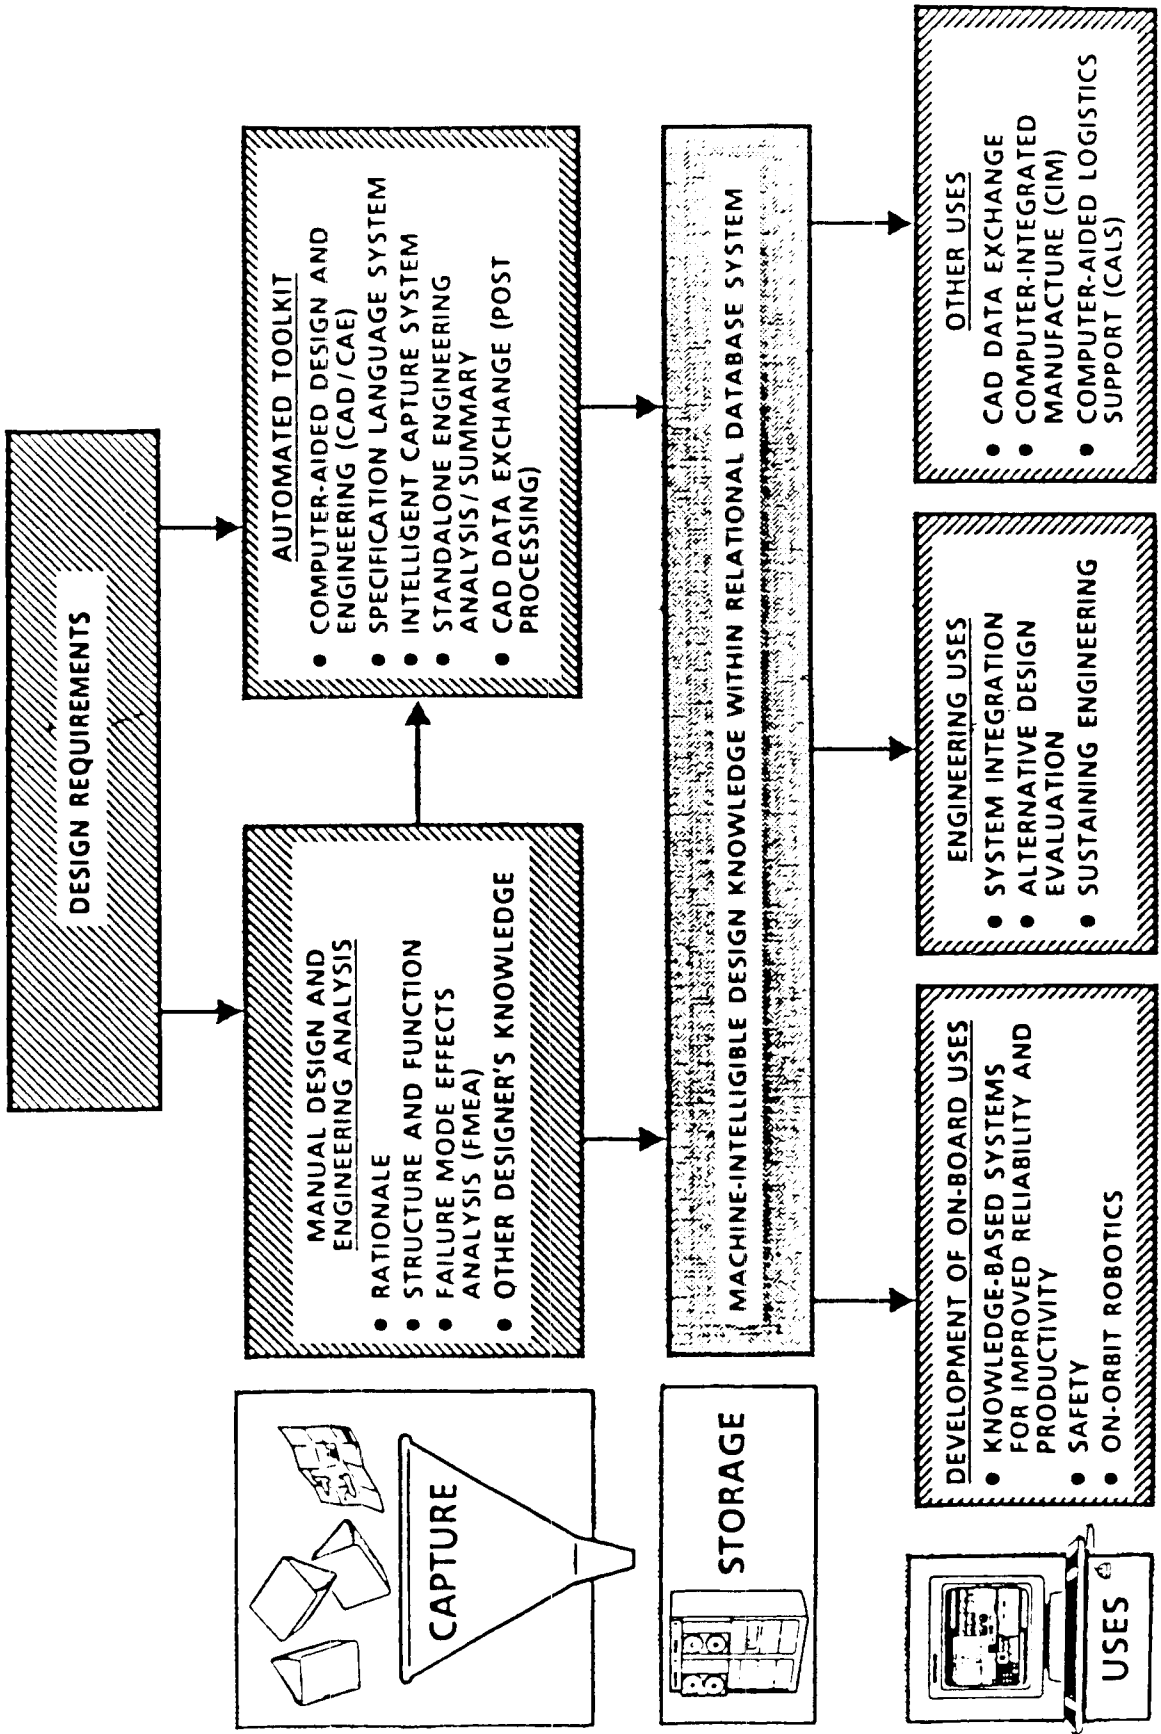 DESIGN REQUIREMENTS
CAPTURE
MANUAL DESIGN AND
ENGINEERING ANALYSIS
● RATIONALE
● STRUCTURE AND FUNCTION
● FAILURE MODE EFFECTS
ANALYSIS (FMEA)
● OTHER DESIGNER'S KNOWLEDGE
AUTOMATED TOOLKIT
● COMPUTER-AIDED DESIGN AND
ENGINEERING (CAD/CAE)
● SPECIFICATION LANGUAGE SYSTEM
● INTELLIGENT CAPTURE SYSTEM
● STANDALONE ENGINEERING
ANALYSIS/SUMMARY
● CAD DATA EXCHANGE (POST
PROCESSING)
STORAGE
MACHINE-INTELLIGIBLE DESIGN KNOWLEDGE WITHIN RELATIONAL DATABASE SYSTEM
USES
DEVELOPMENT OF ON-BOARD USES
● KNOWLEDGE-BASED SYSTEMS
FOR IMPROVED RELIABILITY AND
PRODUCTIVITY
● SAFETY
● ON-ORBIT ROBOTICS
ENGINEERING USES
● SYSTEM INTEGRATION
● ALTERNATIVE DESIGN
EVALUATION
● SUSTAINING ENGINEERING
OTHER USES
● CAD DATA EXCHANGE
● COMPUTER-INTEGRATED
MANUFACTURE (CIM)
● COMPUTER-AIDED LOGISTICS
SUPPORT (CALS)